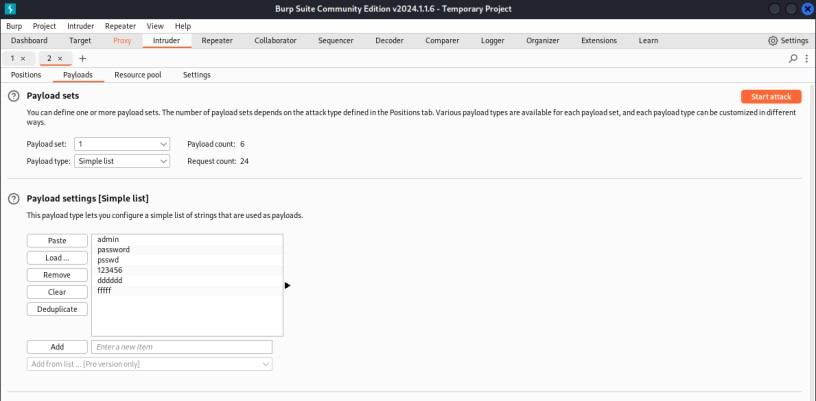 Burp Suite Community Edition v2024.1.1.6 - Temporary Project
Burp Project Intruder Repeater View Help
Dashboard Target Proxy Intruder Repeater Collaborator Sequencer Decoder Comparer Logger Organizer Extensions Learn Settings
1 × 2 × +
Positions Payloads Resource pool Settings
? Payload sets Start attack
You can define one or more payload sets. The number of payload sets depends on the attack type defined in the Positions tab. Various payload types are available for each payload set, and each payload type can be customized in different
ways.
Payload set: 1 Payload count: 6
Payload type: Simple list Request count: 24
? Payload settings [Simple list]
This payload type lets you configure a simple list of strings that are used as payloads.
Paste admin
password
Load ... psswd
Remove 123456
dddddd
Clear fffff
Deduplicate
Add Enter a new item
Add from list ... [Pro version only]